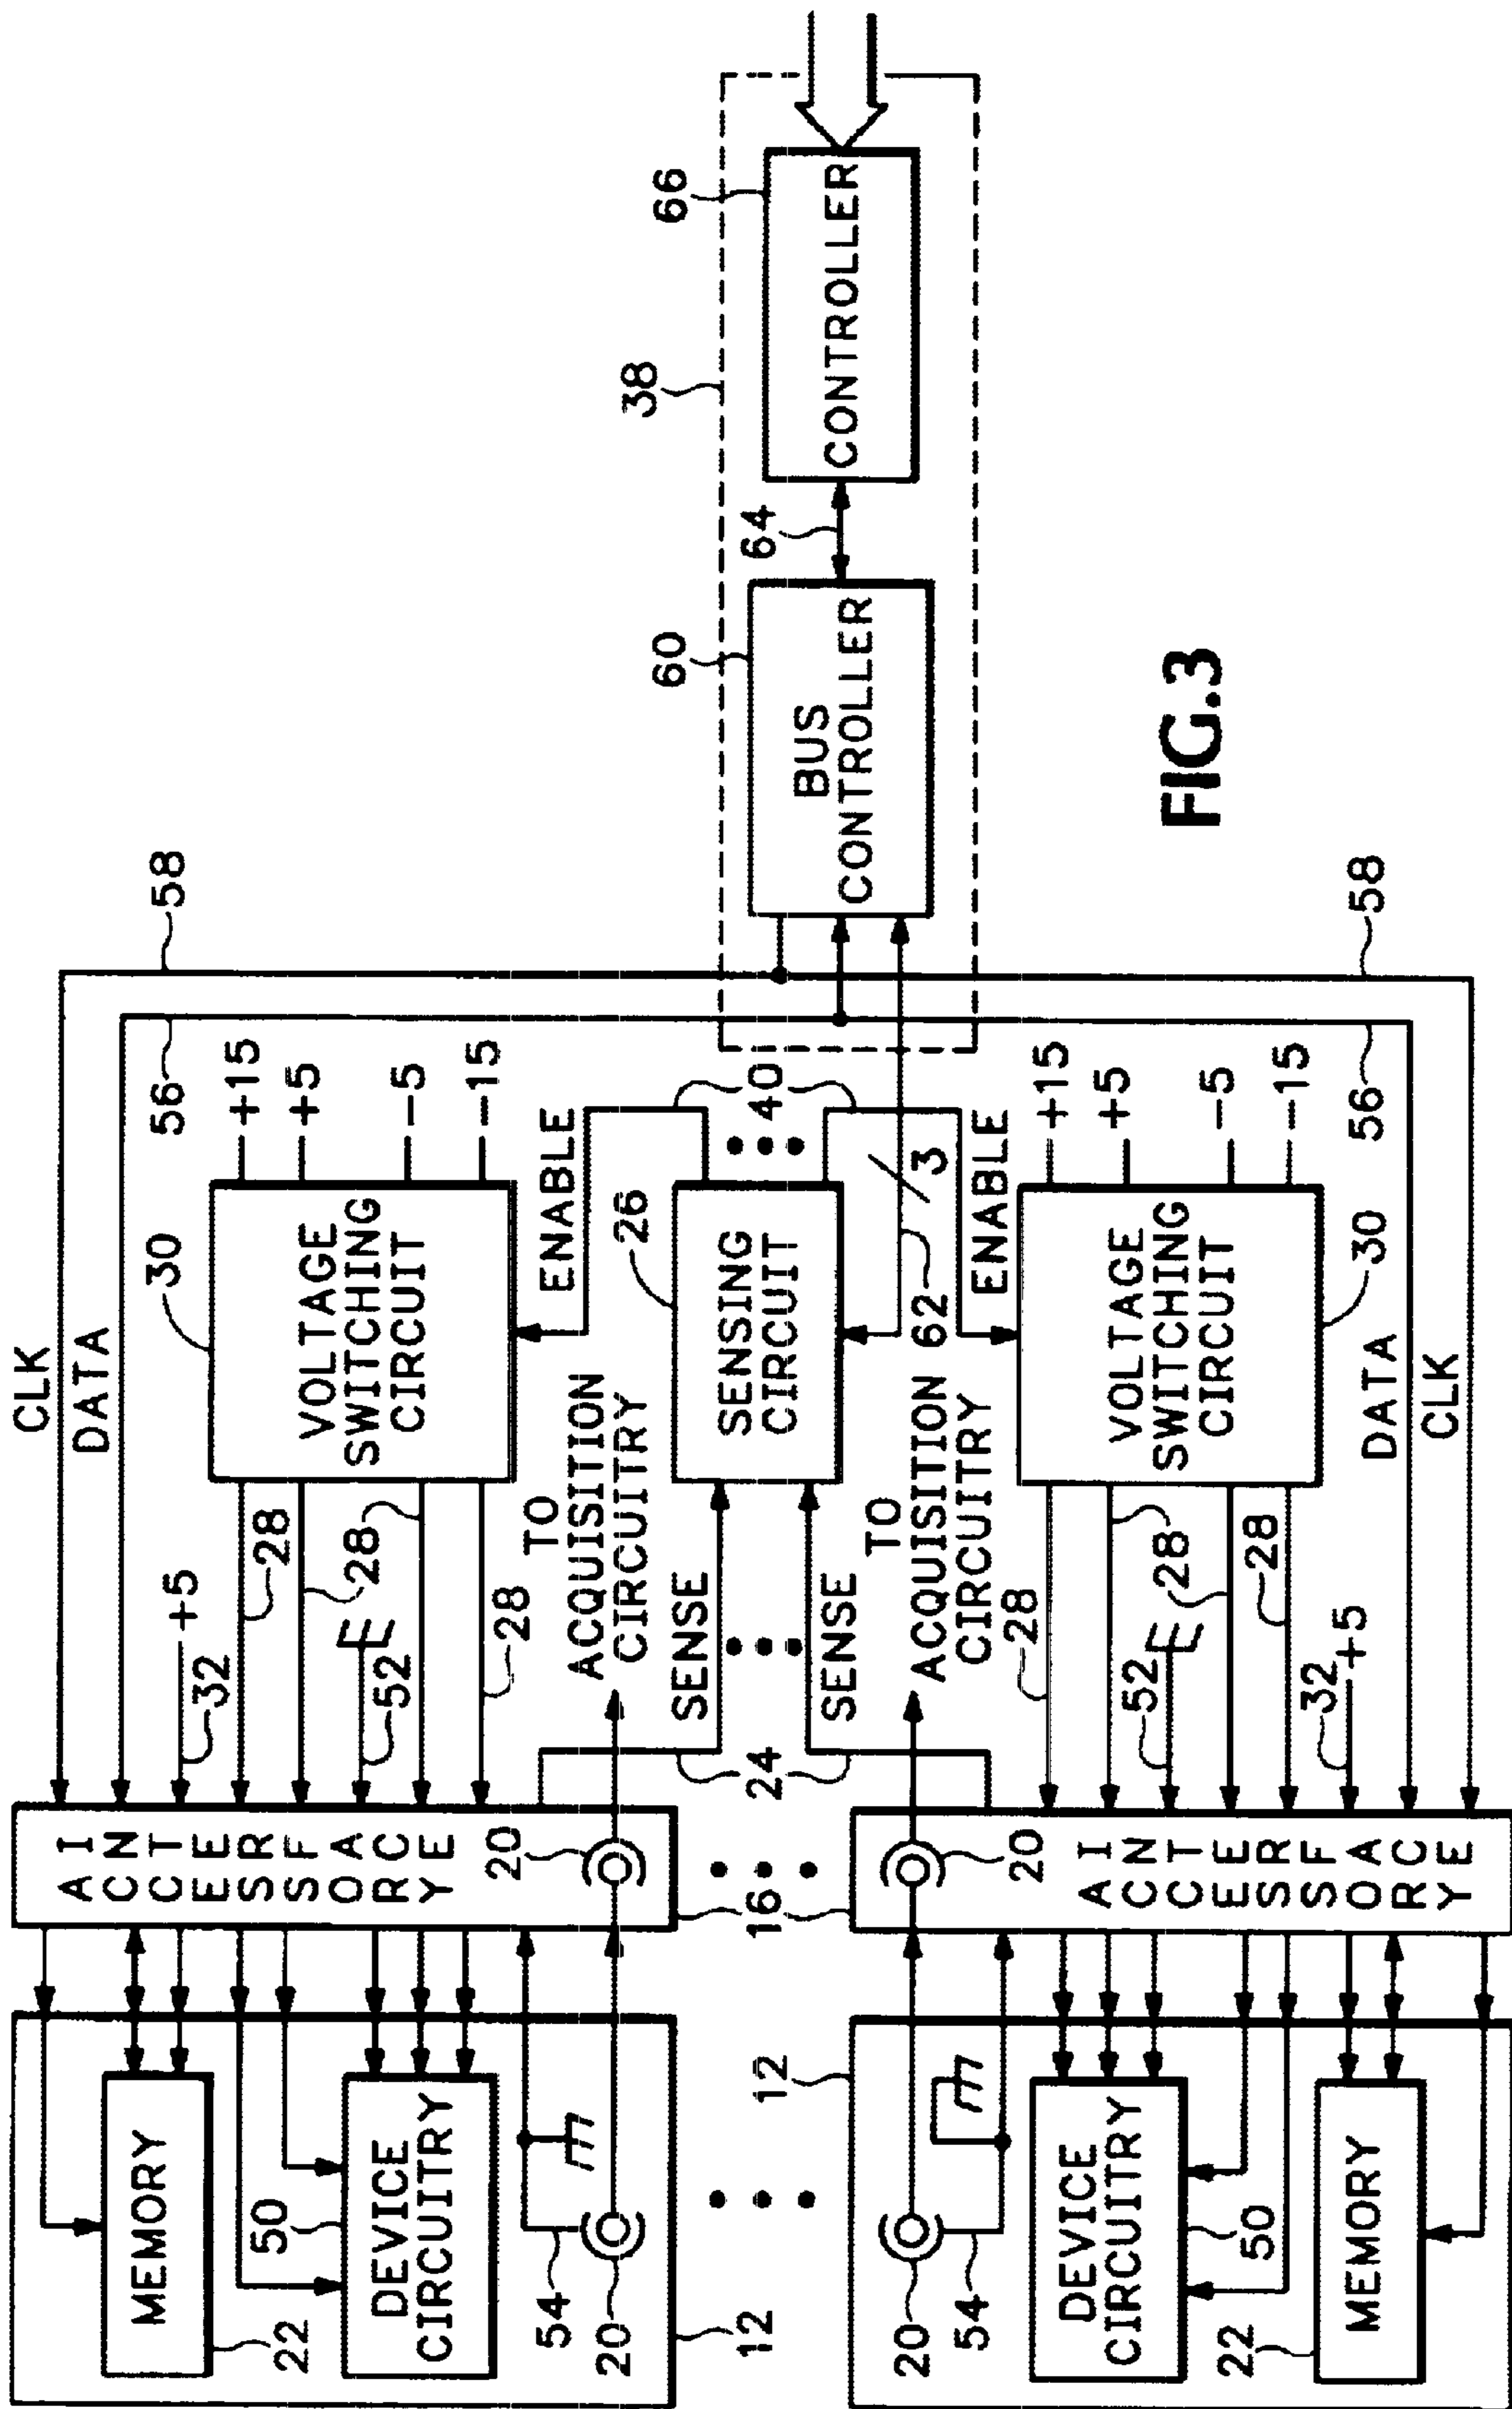 CLK
DATA
58
56
+15
+5
-5
-15
30
VOLTAGE
SWITCHING
CIRCUIT
+5
32
28
28
52
28
ENABLE
ACCESSORY
INTERFACE
20
16
MEMORY
22
50
DEVICE
CIRCUITRY
54
20
12
TO
ACQUISITION
CIRCUITRY
SENSE
24
26
SENSING
CIRCUIT
40
3
62
38
60
BUS
CONTROLLER
64
66
CONTROLLER
SENSE
TO
ACQUISITION
CIRCUITRY
ENABLE
12
20
54
DEVICE
CIRCUITRY
50
22
MEMORY
20
ACCESSORY
INTERFACE
28
52
28
28
32
+5
VOLTAGE
SWITCHING
CIRCUIT
30
+15
+5
-5
-15
DATA
CLK
56
58
FIG.3